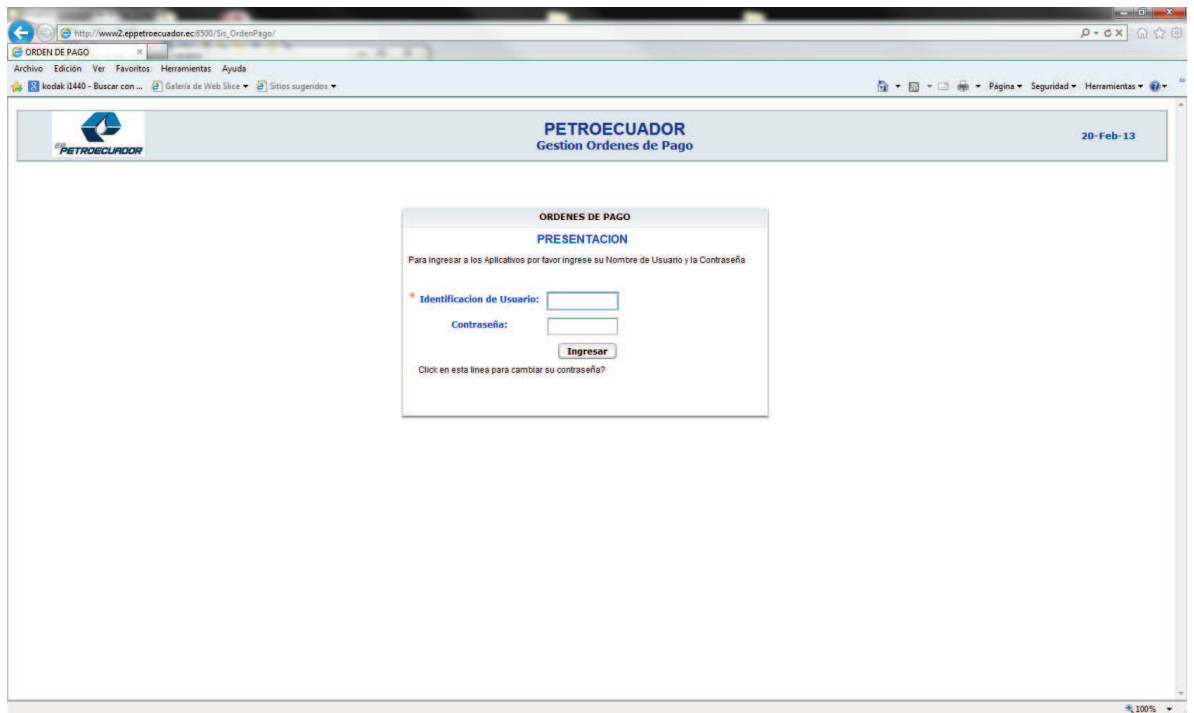 http://www2.eppetroecuador.ec:8500/Sis_OrdenPago/
ORDEN DE PAGO
Archivo Edición Ver Favoritos Herramientas Ayuda
kodak i1440 - Buscar con ... Galería de Web Slice Sitios sugeridos Página Seguridad Herramientas
EP PETROECUADOR
PETROECUADOR
Gestion Ordenes de Pago
20-Feb-13
ORDENES DE PAGO
PRESENTACION
Para ingresar a los Aplicativos por favor ingrese su Nombre de Usuario y la Contraseña
* Identificacion de Usuario:
Contraseña:
Ingresar
Click en esta linea para cambiar su contraseña?
100%